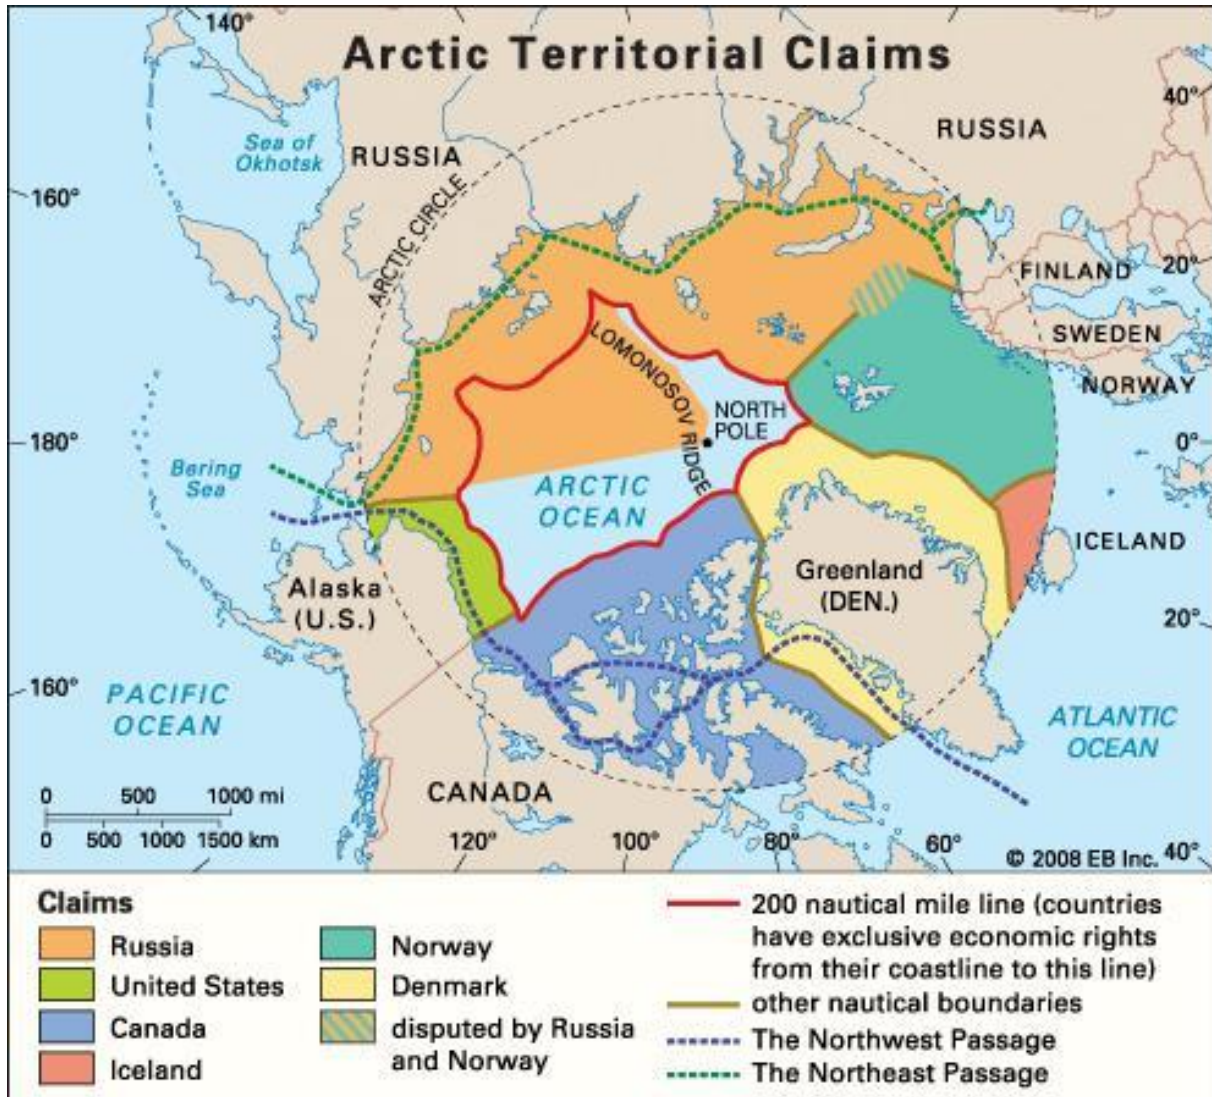 Arctic Territorial Claims
140°
40°
RUSSIA
Sea of
Okhotsk
RUSSIA
160°
ARCTIC CIRCLE
FINLAND
20°
LOMONOSOV RIDGE
SWEDEN
NORWAY
NORTH
POLE
180°
0°
Bering
Sea
ARCTIC
OCEAN
ICELAND
Alaska
(U.S.)
Greenland
(DEN.)
20°
160°
PACIFIC
OCEAN
ATLANTIC
OCEAN
CANADA
0 500 1000 mi
0 500 1000 1500 km
120°
100°
80°
60°
40°
© 2008 EB Inc.
Claims
Russia
United States
Canada
Iceland
Norway
Denmark
disputed by Russia
and Norway
200 nautical mile line (countries
have exclusive economic rights
from their coastline to this line)
other nautical boundaries
The Northwest Passage
The Northeast Passage